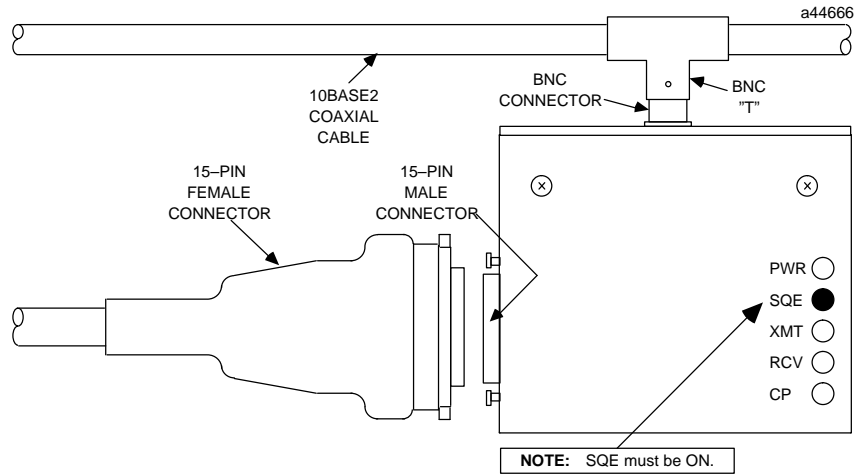 a44666
10BASE2
COAXIAL
CABLE
BNC
CONNECTOR
BNC
"T"
15–PIN
FEMALE
CONNECTOR
15–PIN
MALE
CONNECTOR
PWR
SQE
XMT
RCV
CP
NOTE: SQE must be ON.